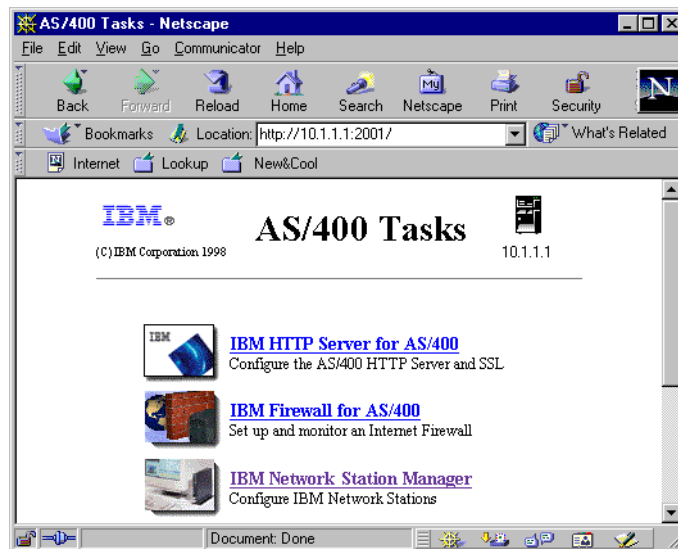 AS/400 Tasks - Netscape
File Edit View Go Communicator Help
Back Forward Reload Home Search Netscape Print Security
My
N
Bookmarks Location: http://10.1.1.1:2001/ What's Related
Internet Lookup New&Cool
IBM®
AS/400 Tasks
(C)IBM Corporation 1998
10.1.1.1
IBM
IBM HTTP Server for AS/400
Configure the AS/400 HTTP Server and SSL
IBM Firewall for AS/400
Set up and monitor an Internet Firewall
IBM Network Station Manager
Configure IBM Network Stations
Document: Done